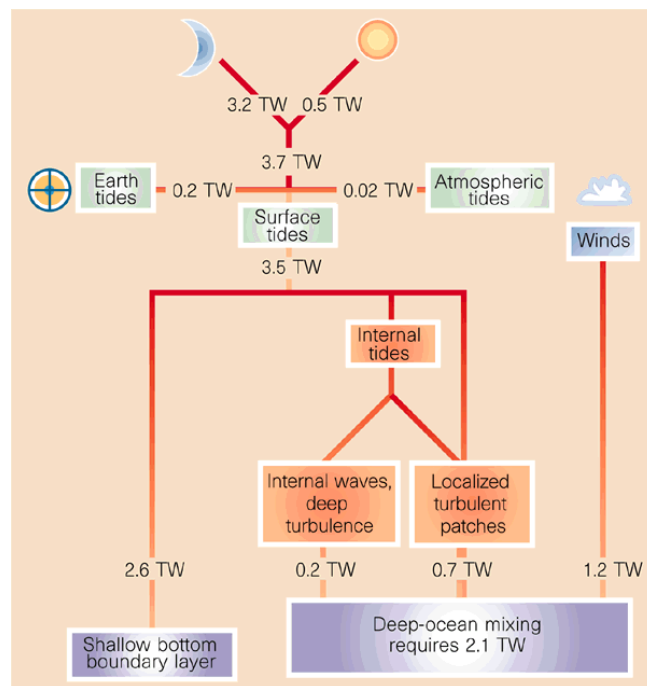 3.2 TW 0.5 TW
3.7 TW
Earth
tides
0.2 TW
0.02 TW
Atmospheric
tides
Surface
tides
Winds
3.5 TW
Internal
tides
Internal waves,
deep
turbulence
Localized
turbulent
patches
2.6 TW
0.2 TW
0.7 TW
1.2 TW
Shallow bottom
boundary layer
Deep-ocean mixing
requires 2.1 TW